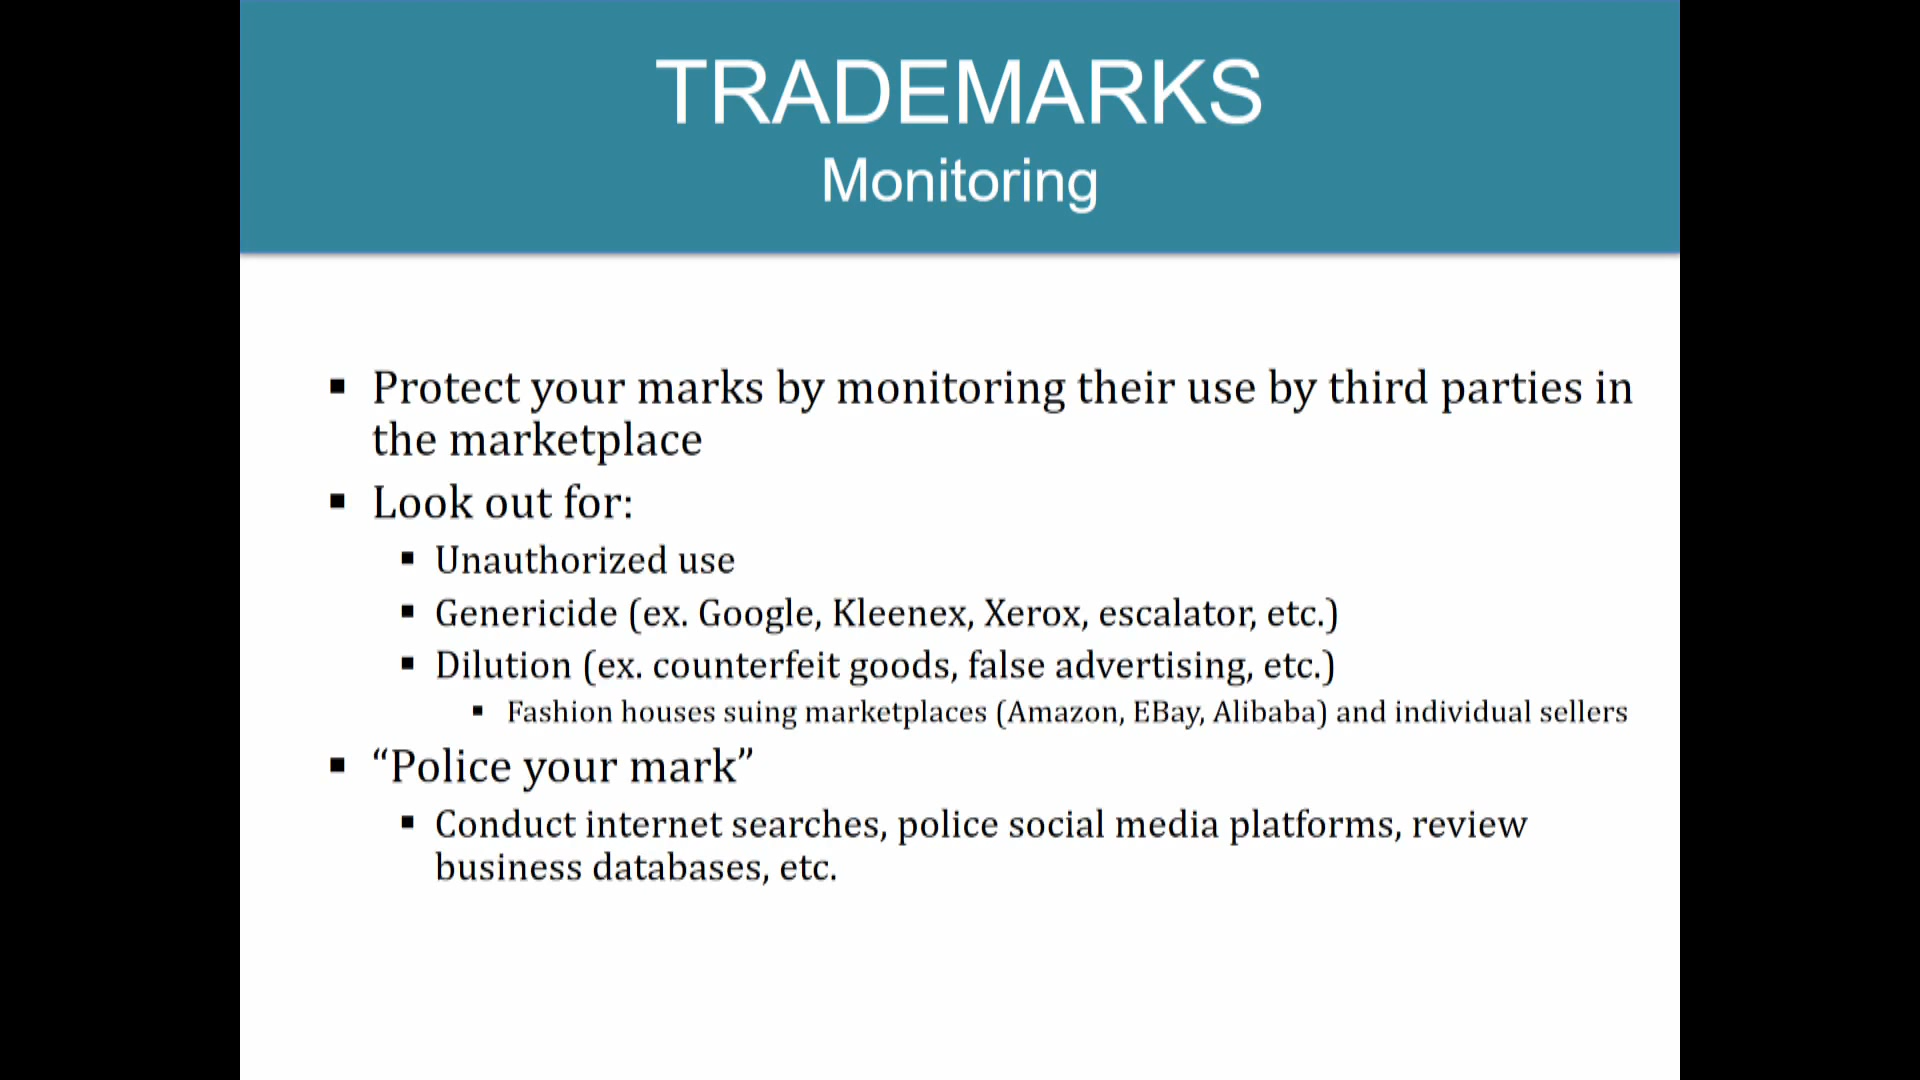 TRADEMARKS
Monitoring
▪ Protect your marks by monitoring their use by third parties in
the marketplace
▪ Look out for:
▪ Unauthorized use
▪ Genericide (ex. Google, Kleenex, Xerox, escalator, etc.)
▪ Dilution (ex. counterfeit goods, false advertising, etc.)
▪ Fashion houses suing marketplaces (Amazon, EBay, Alibaba) and individual sellers
▪ “Police your mark”
▪ Conduct internet searches, police social media platforms, review
business databases, etc.